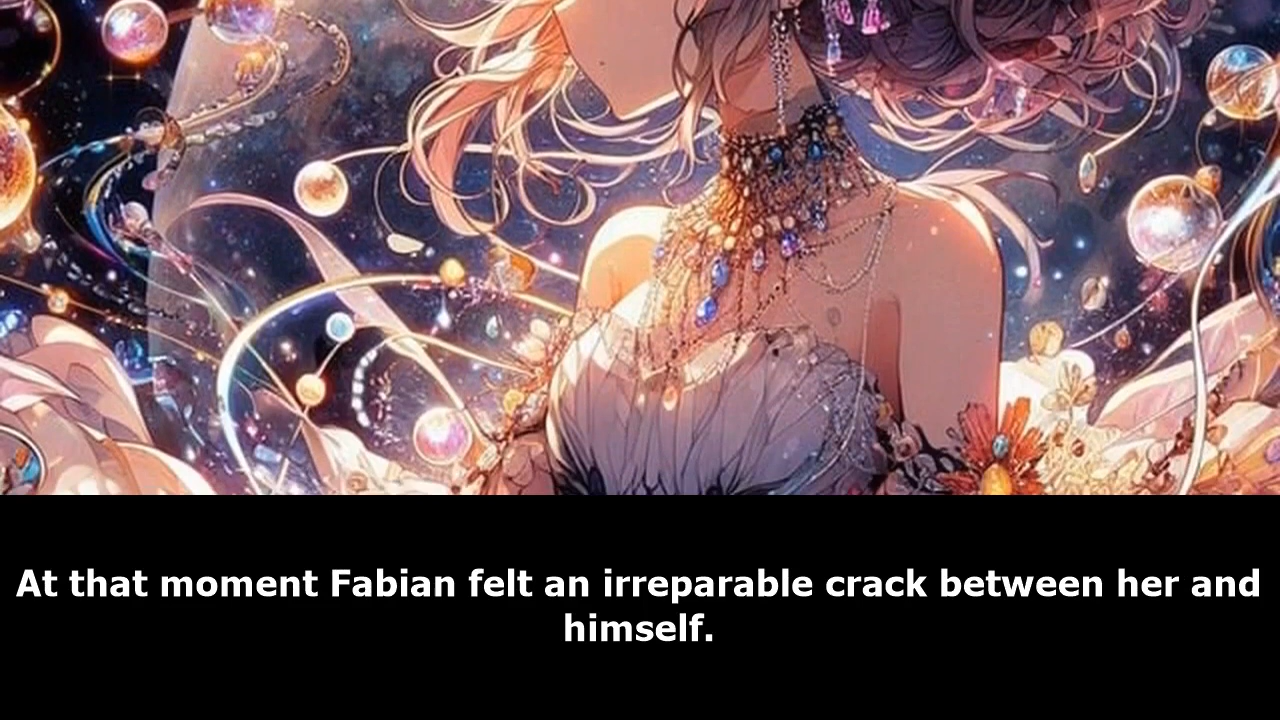 At that moment Fabian felt an irreparable crack between her and
himself.